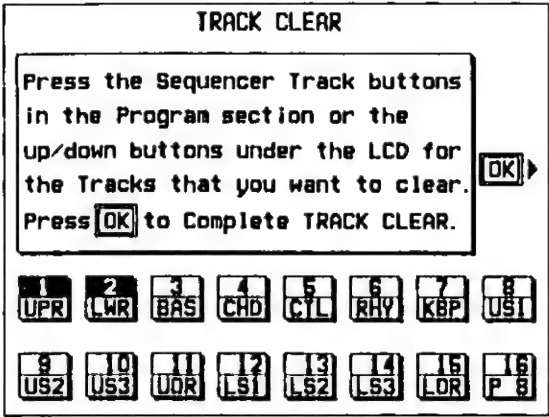 TRACK CLEAR
Press the Sequencer Track buttons
in the Program section or the
up/down buttons under the LCD for
the Tracks that you want to clear.
OK
Press OK to Complete TRACK CLEAR.
1 2 3 4 5 6 7 8
UPR LWR BAS CHD CTL RHY KBP US1
9 10 11 12 13 14 15 16
US2 US3 UOR LS1 LS2 LS3 LOR P 8